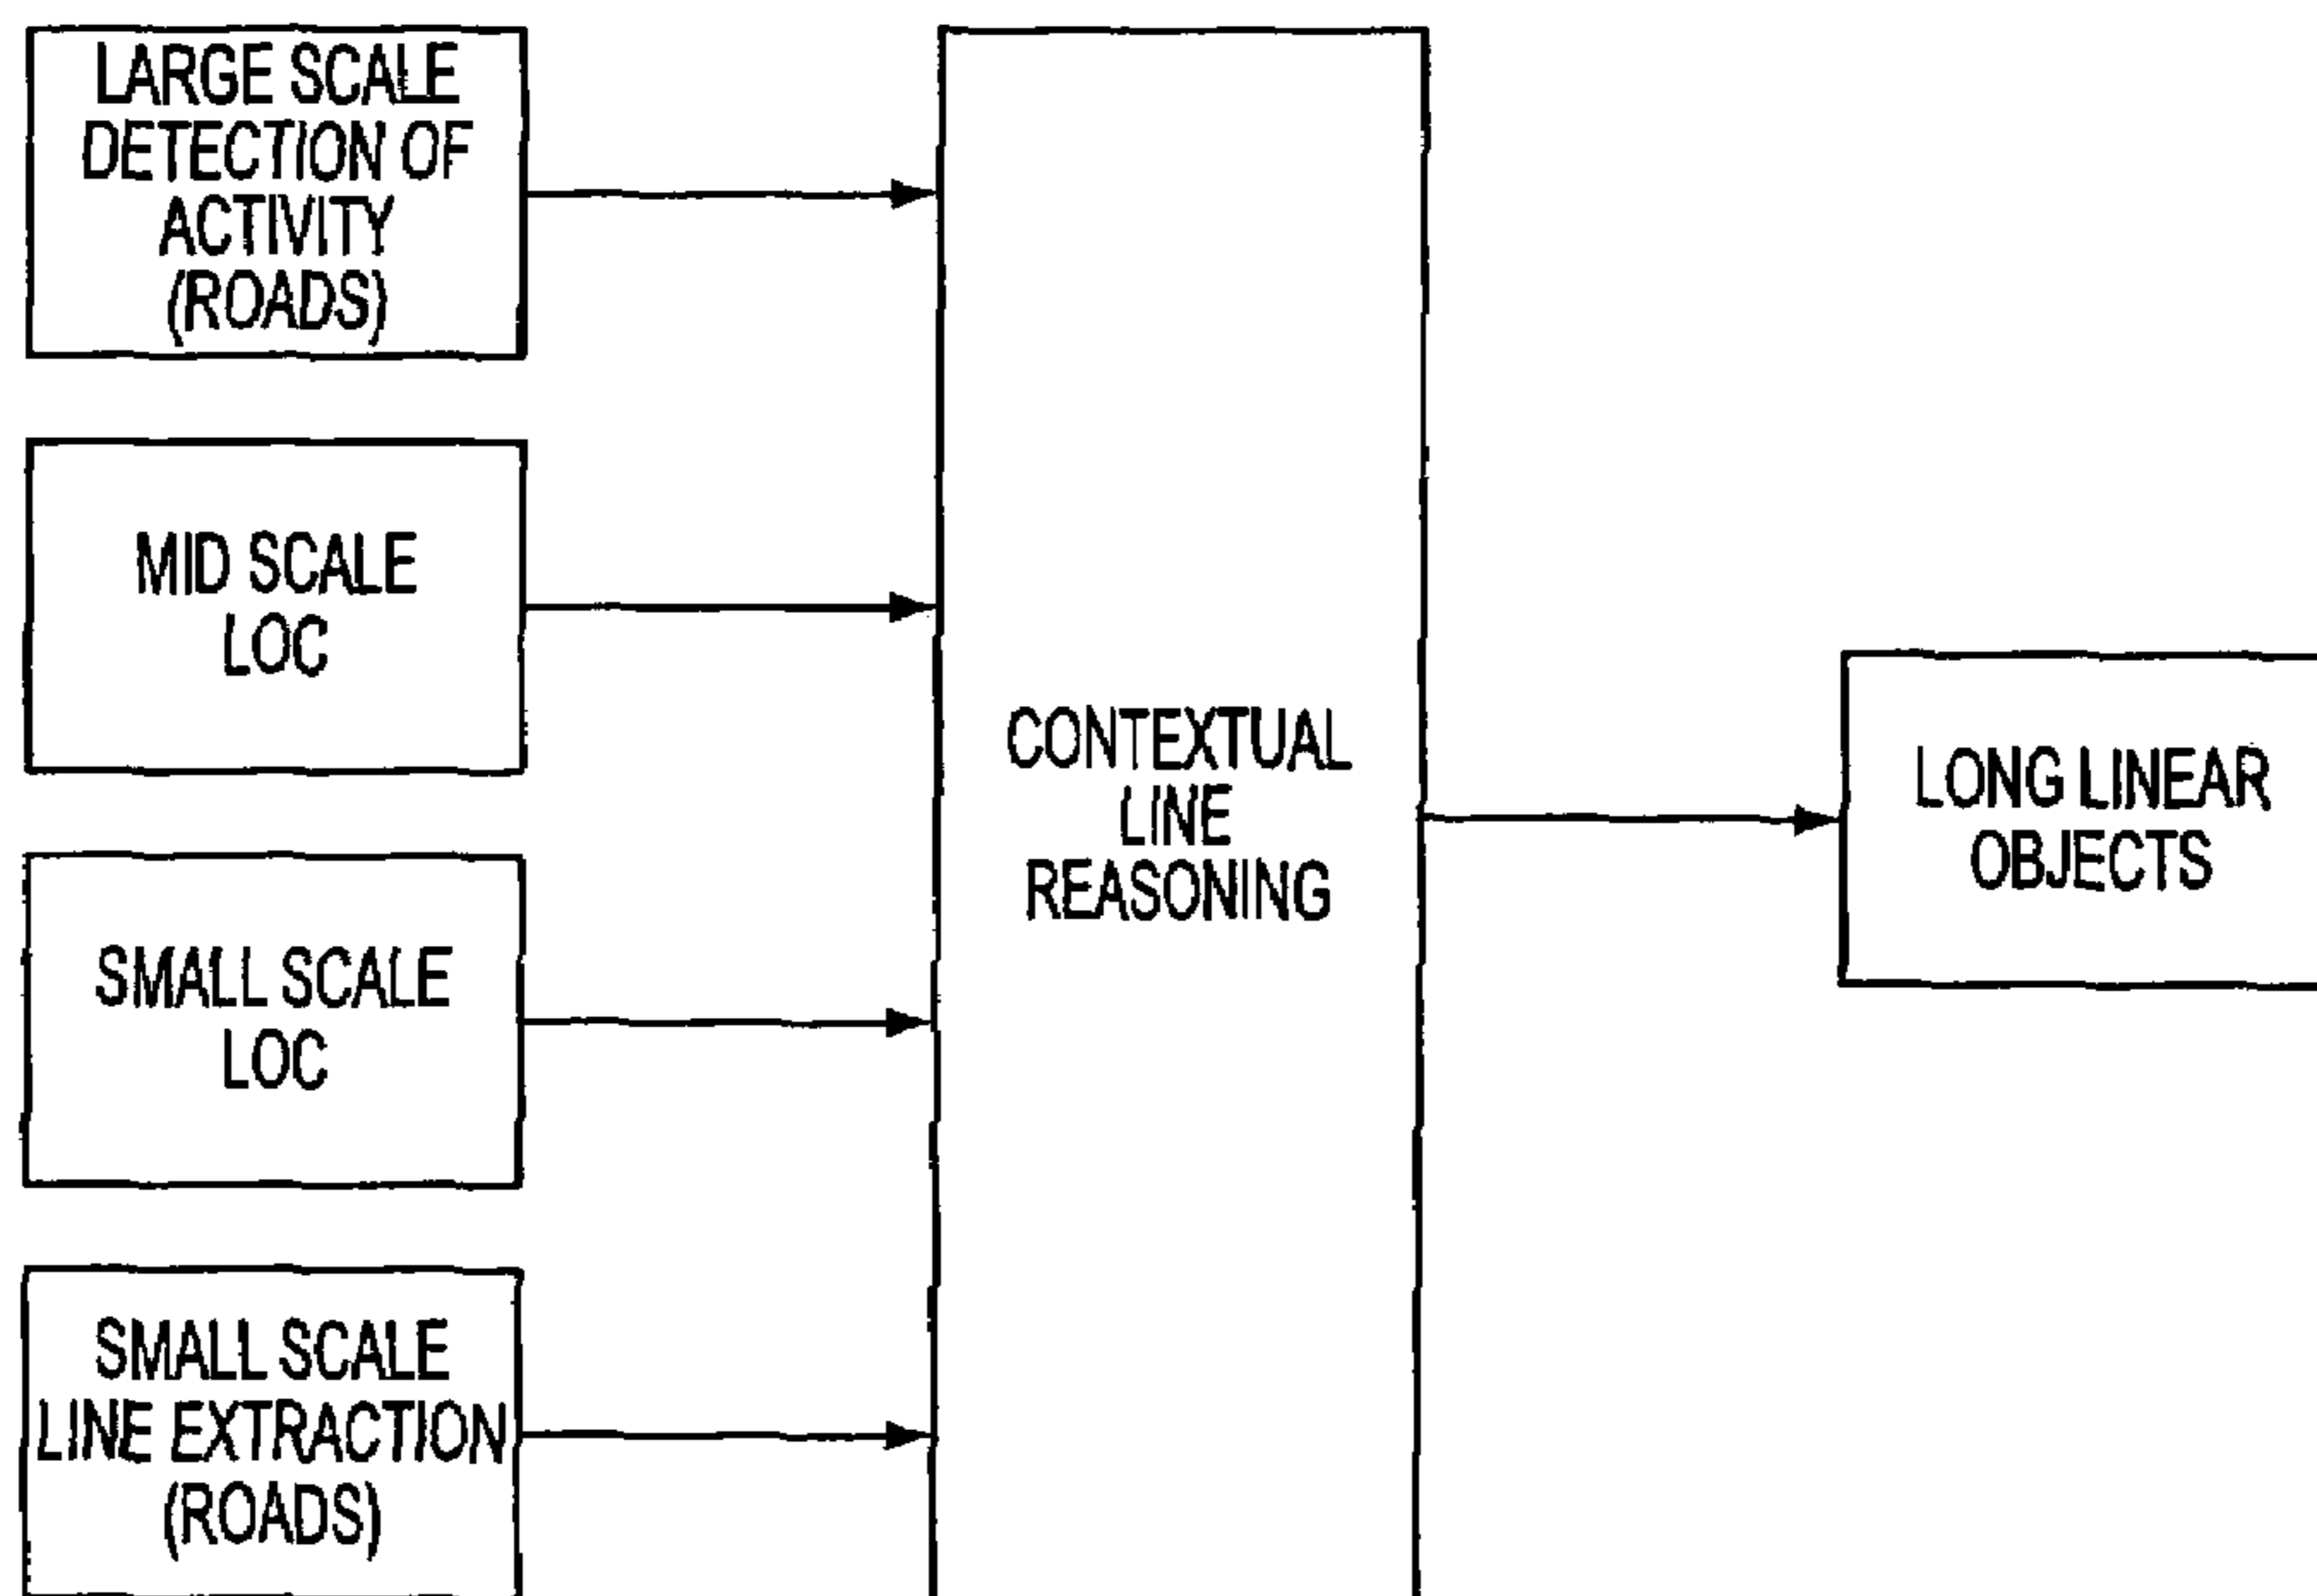 LARGE SCALE
DETECTION OF
ACTIVITY
(ROADS)
MID SCALE
LOC
SMALL SCALE
LOC
SMALL SCALE
LINE EXTRACTION
(ROADS)
CONTEXTUAL
LINE
REASONING
LONG LINEAR
OBJECTS